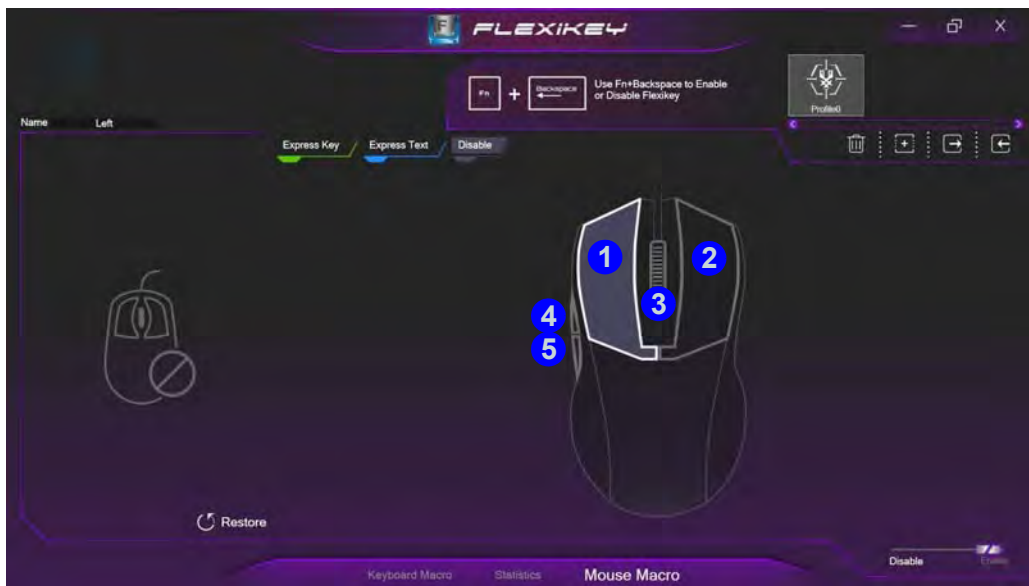 F FLEXIKEY
Fn + Backspace Use Fn+Backspace to Enable
or Disable Flexikey
Profile0
Name Left
Express Key Express Text Disable
1 2
3
4
5
Restore
Disable Enable
Keyboard Macro Statistics Mouse Macro